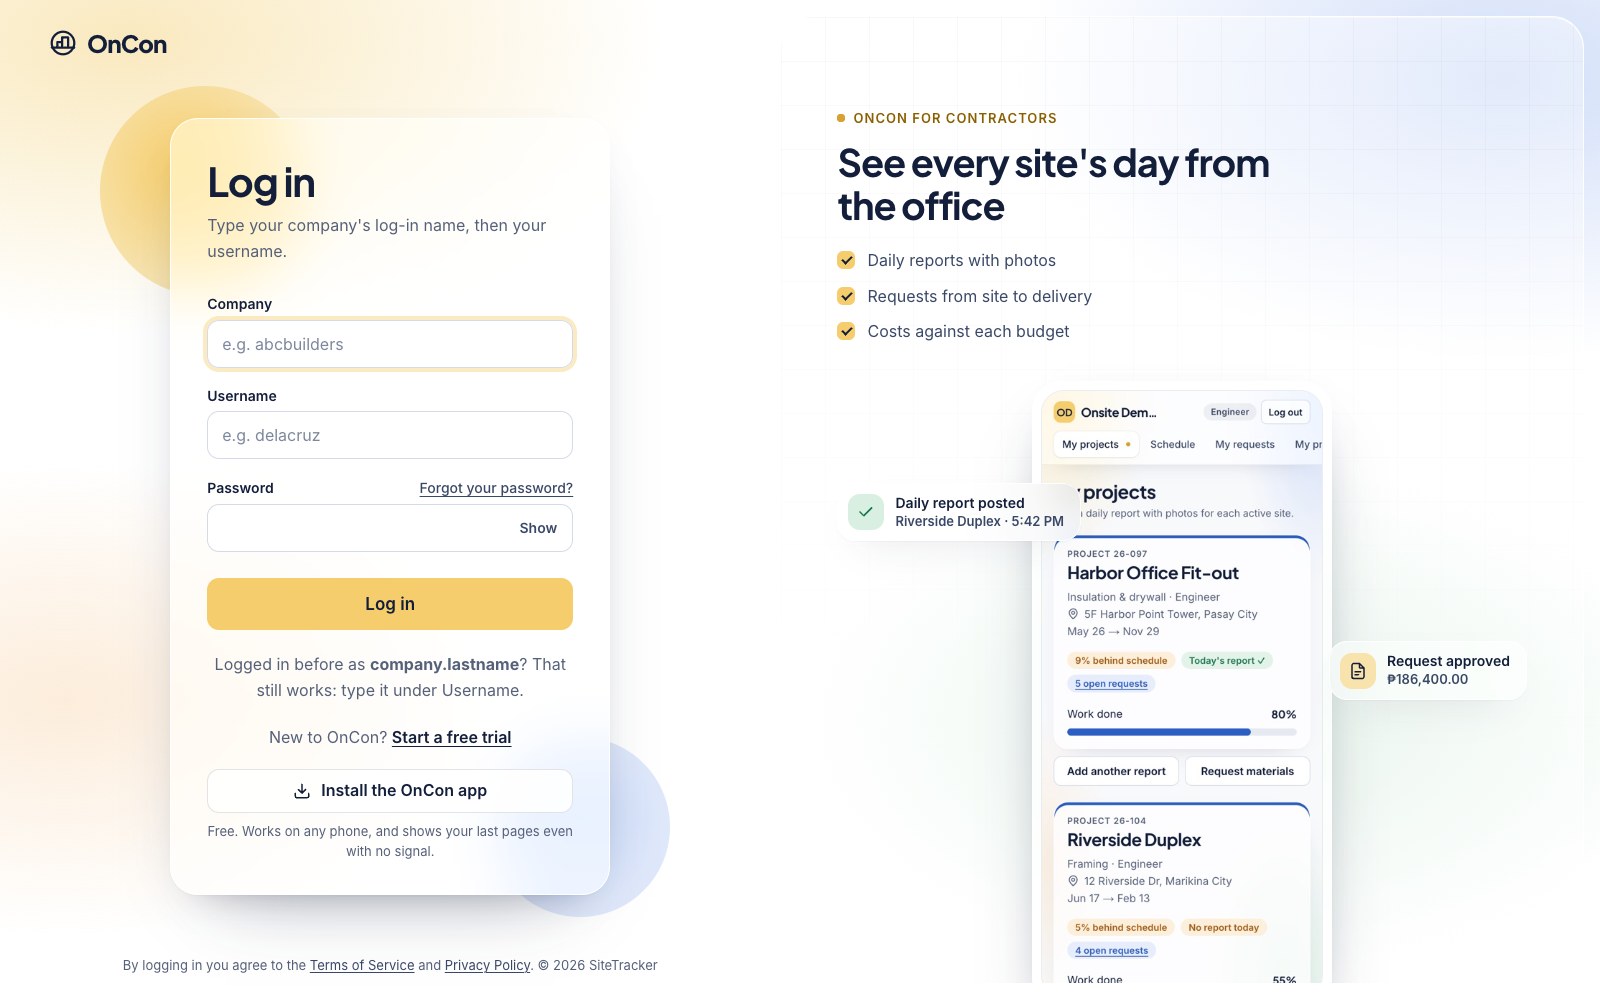 OnCon
Log in
Type your company's log-in name, then your
username.
Company
e.g. abcbuilders
Username
e.g. delacruz
Password
Forgot your password?
Show
Log in
Logged in before as company.lastname? That
still works: type it under Username.
New to OnCon? Start a free trial
Install the OnCon app
Free. Works on any phone, and shows your last pages even
with no signal.
By logging in you agree to the Terms of Service and Privacy Policy. © 2026 SiteTracker
ONCON FOR CONTRACTORS
See every site's day from
the office
Daily reports with photos
Requests from site to delivery
Costs against each budget
OD Onsite Dem... Engineer Log out
My projects Schedule My requests My pr
Daily report posted
Riverside Duplex · 5:42 PM
projects
daily report with photos for each active site.
PROJECT 26-097
Harbor Office Fit-out
Insulation & drywall · Engineer
5F Harbor Point Tower, Pasay City
May 26 → Nov 29
9% behind schedule Today's report ✓
5 open requests
Work done 80%
Request approved
₱186,400.00
Add another report Request materials
PROJECT 26-104
Riverside Duplex
Framing · Engineer
12 Riverside Dr, Marikina City
Jun 17 → Feb 13
5% behind schedule No report today
4 open requests
Work done 55%